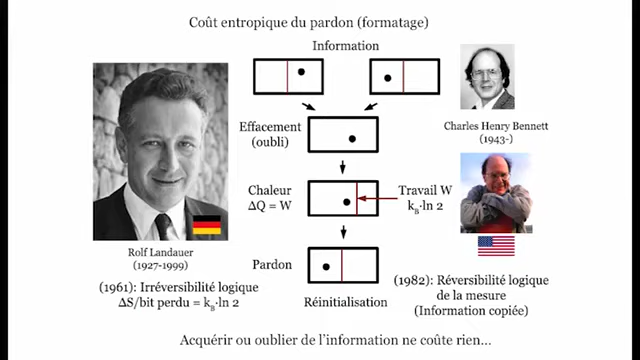 Coût entropique du pardon (formatage)
Information
Effacement
(oubli)
Charles Henry Bennett
(1943-)
Chaleur
ΔQ = W
Travail W
k_B·ln 2
Rolf Landauer
(1927-1999)
Pardon
(1961): Irréversibilité logique
ΔS/bit perdu = k_B·ln 2
Réinitialisation
(1982): Réversibilité logique
de la mesure
(Information copiée)
Acquérir ou oublier de l'information ne coûte rien...